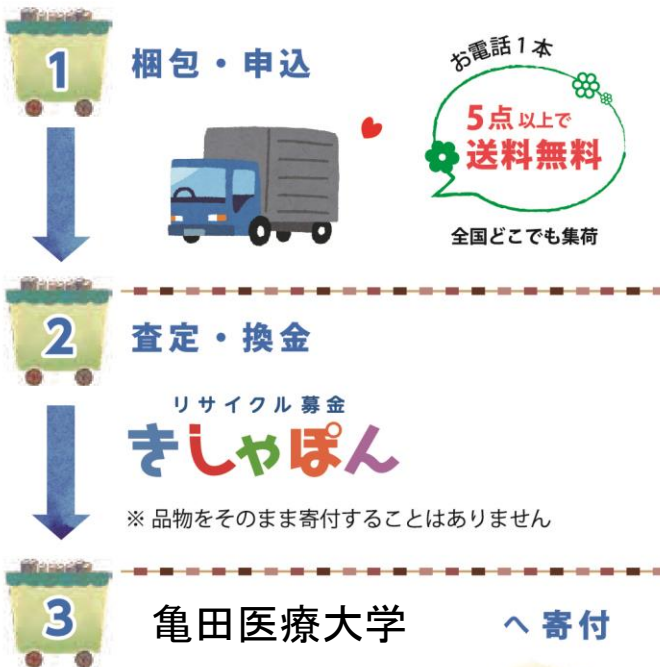 1 梱包・申込
お電話1本
5点以上で
送料無料
全国どこでも集荷
2 査定・換金
リサイクル募金
きしゃぽん
※ 品物をそのまま寄付することはありません
3 亀田医療大学 へ 寄付